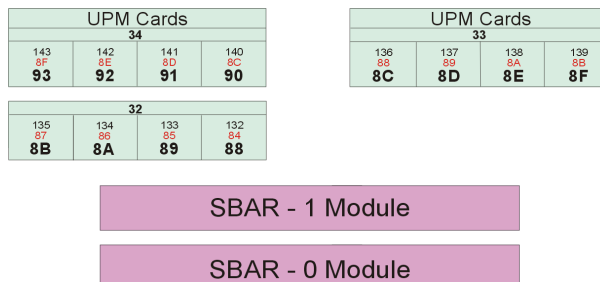 UPM Cards
34
143 142 141 140
8F 8E 8D 8C
93 92 91 90
32
135 134 133 132
87 86 85 84
8B 8A 89 88
UPM Cards
33
136 137 138 139
88 89 8A 8B
8C 8D 8E 8F
SBAR - 1 Module
SBAR - 0 Module